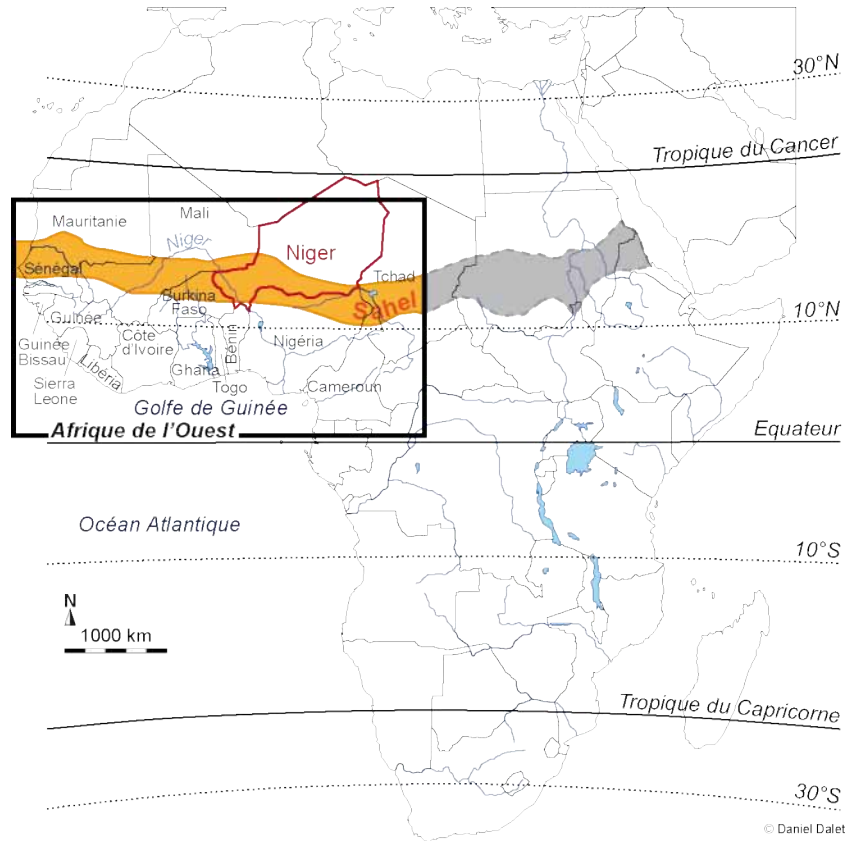 30°N
Tropique du Cancer
Mauritanie
Mali
Niger
Niger
Sénégal
Tchad
Burkina
Faso
Sahel
10°N
Guinée
Guinée
Bissau
Côte
d'Ivoire
Bénin
Nigéria
Libéria
Ghana
Sierra
Leone
Togo
Cameroun
Golfe de Guinée
Afrique de l'Ouest
Equateur
Océan Atlantique
10°S
N
1000 km
Tropique du Capricorne
30°S
© Daniel Dalet